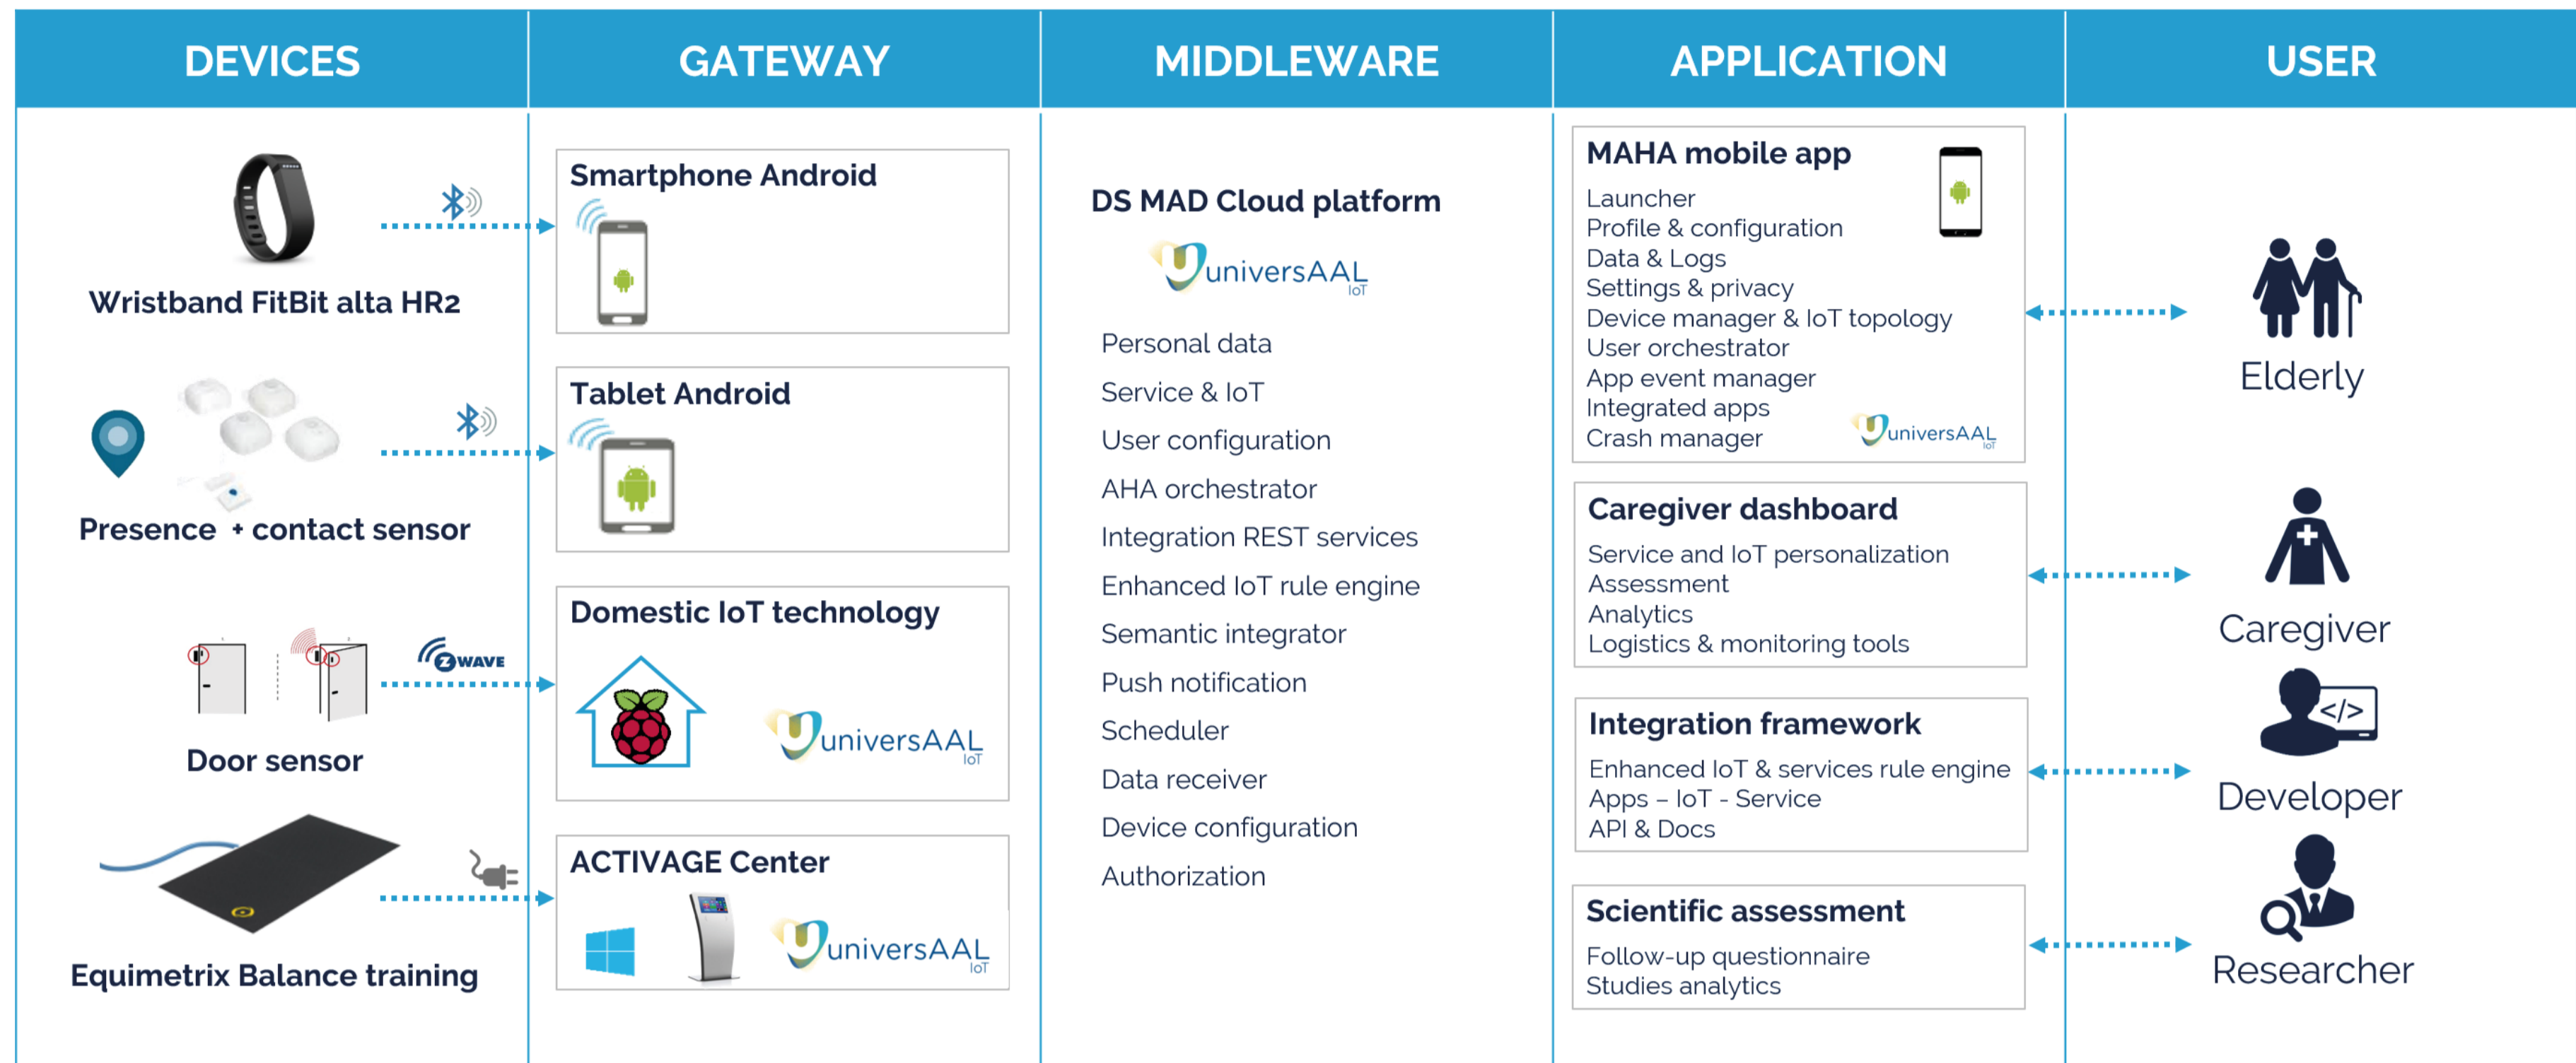 DEVICES
GATEWAY
MIDDLEWARE
APPLICATION
USER
Wristband FitBit alta HR2
Presence + contact sensor
Z WAVE
Door sensor
Equimetrix Balance training
Smartphone Android
Tablet Android
Domestic IoT technology
universAAL
IoT
ACTIVAGE Center
universAAL
IoT
DS MAD Cloud platform
universAAL
IoT
Personal data
Service & IoT
User configuration
AHA orchestrator
Integration REST services
Enhanced IoT rule engine
Semantic integrator
Push notification
Scheduler
Data receiver
Device configuration
Authorization
MAHA mobile app
Launcher
Profile & configuration
Data & Logs
Settings & privacy
Device manager & IoT topology
User orchestrator
App event manager
Integrated apps
Crash manager
universAAL
IoT
Caregiver dashboard
Service and IoT personalization
Assessment
Analytics
Logistics & monitoring tools
Integration framework
Enhanced IoT & services rule engine
Apps – IoT - Service
API & Docs
Scientific assessment
Follow-up questionnaire
Studies analytics
Elderly
Caregiver
</>
Developer
Researcher